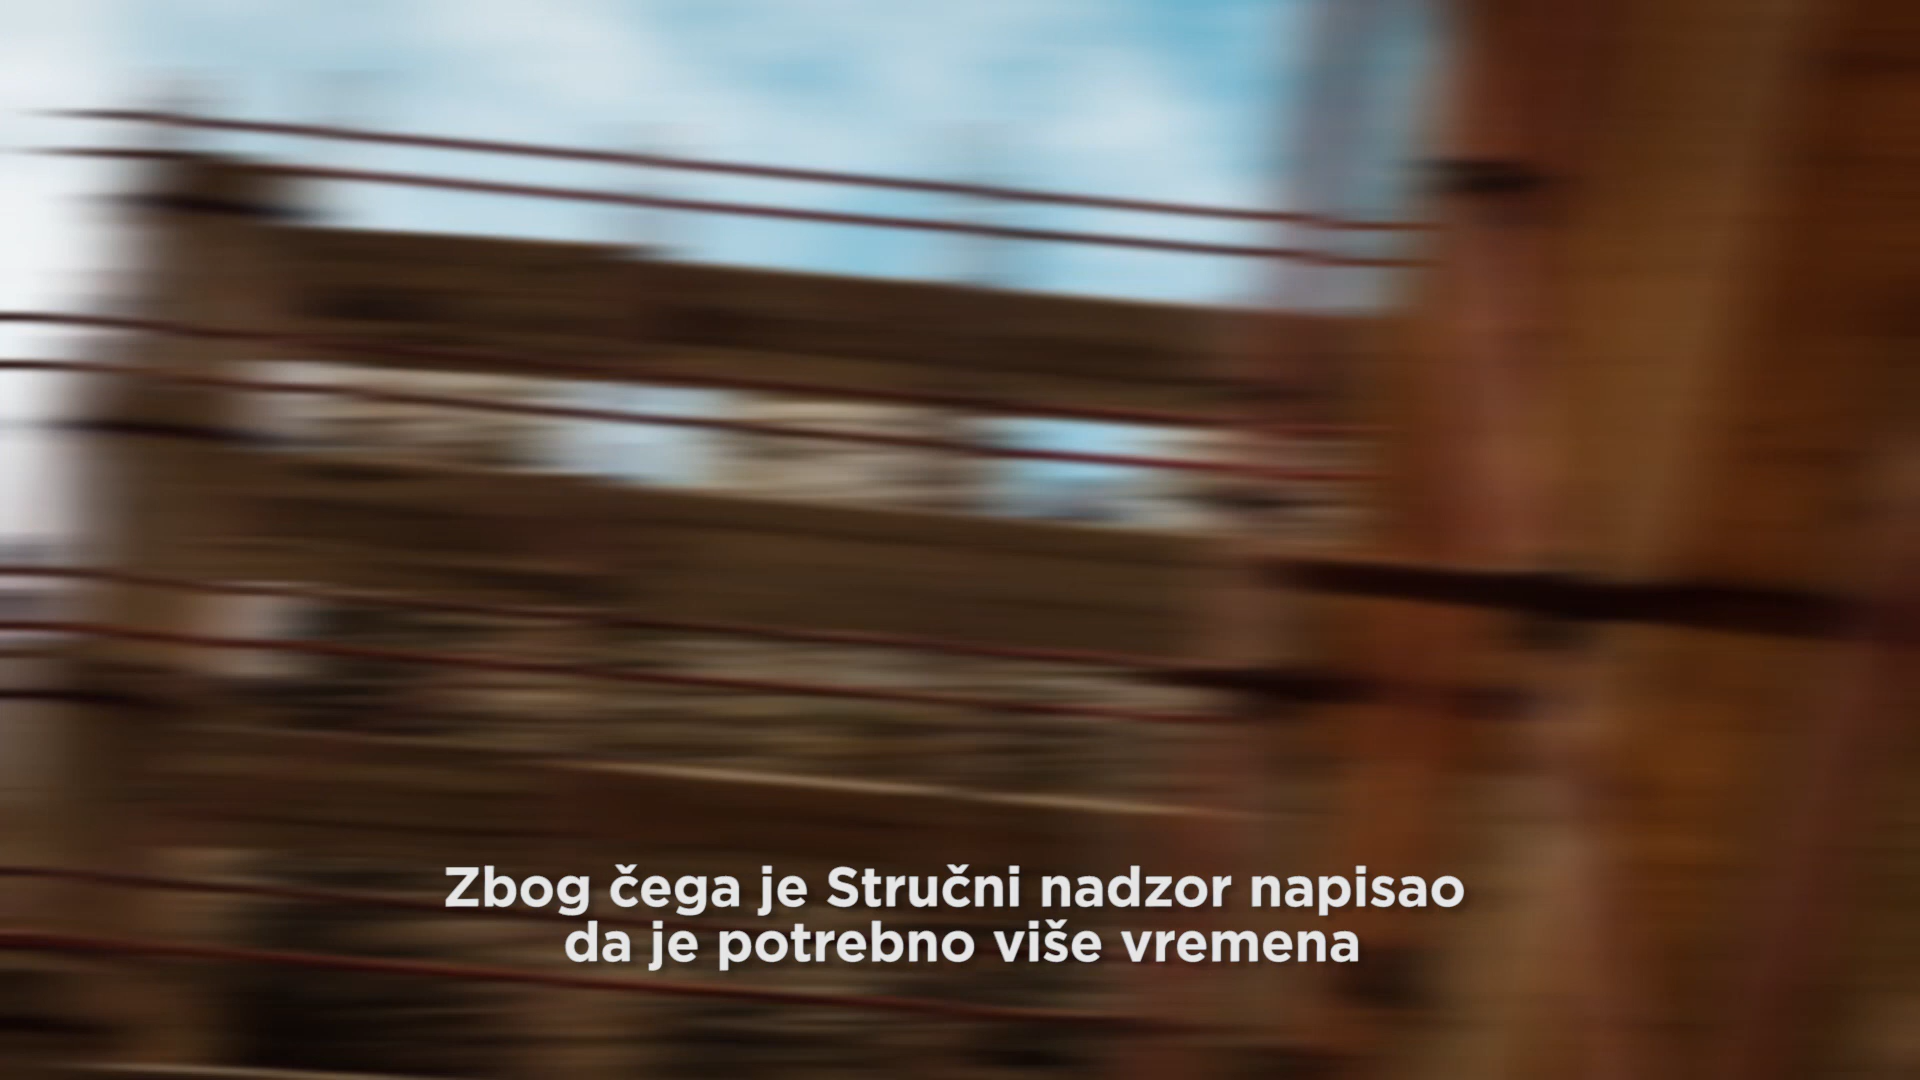 Zbog čega je Stručni nadzor napisao
da je potrebno više vremena